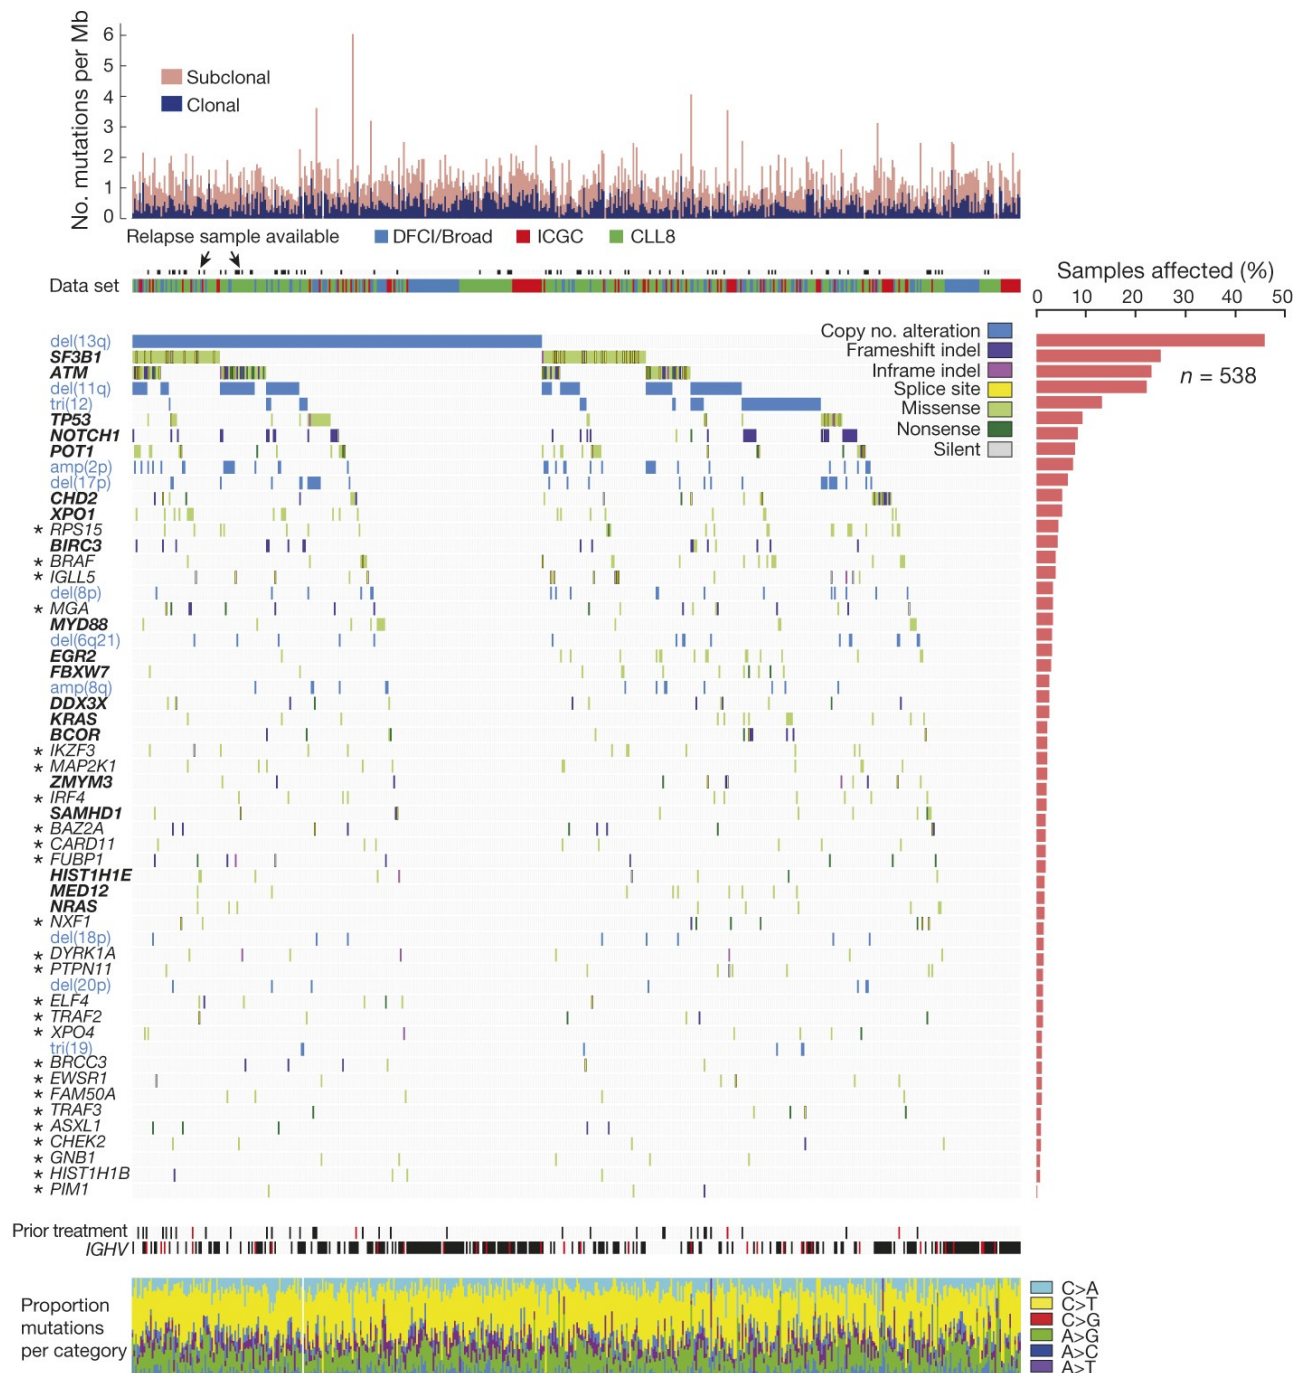 No. mutations per Mb
6
5
4
3
2
1
0
Subclonal
Clonal
Relapse sample available
DFCI/Broad
ICGC
CLL8
Data set
Samples affected (%)
0 10 20 30 40 50
n = 538
Copy no. alteration
Frameshift indel
Inframe indel
Splice site
Missense
Nonsense
Silent
del(13q)
SF3B1
ATM
del(11q)
tri(12)
TP53
NOTCH1
POT1
amp(2p)
del(17p)
CHD2
XPO1
* RPS15
BIRC3
* BRAF
* IGLL5
del(8p)
* MGA
MYD88
del(6q21)
EGR2
FBXW7
amp(8q)
DDX3X
KRAS
BCOR
* IKZF3
* MAP2K1
ZMYM3
* IRF4
SAMHD1
* BAZ2A
* CARD11
* FUBP1
HIST1H1E
MED12
NRAS
* NXF1
del(18p)
* DYRK1A
* PTPN11
del(20p)
* ELF4
* TRAF2
* XPO4
tri(19)
* BRCC3
* EWSR1
* FAM50A
* TRAF3
* ASXL1
* CHEK2
* GNB1
* HIST1H1B
* PIM1
Prior treatment
IGHV
Proportion
mutations
per category
C>A
C>T
C>G
A>G
A>C
A>T